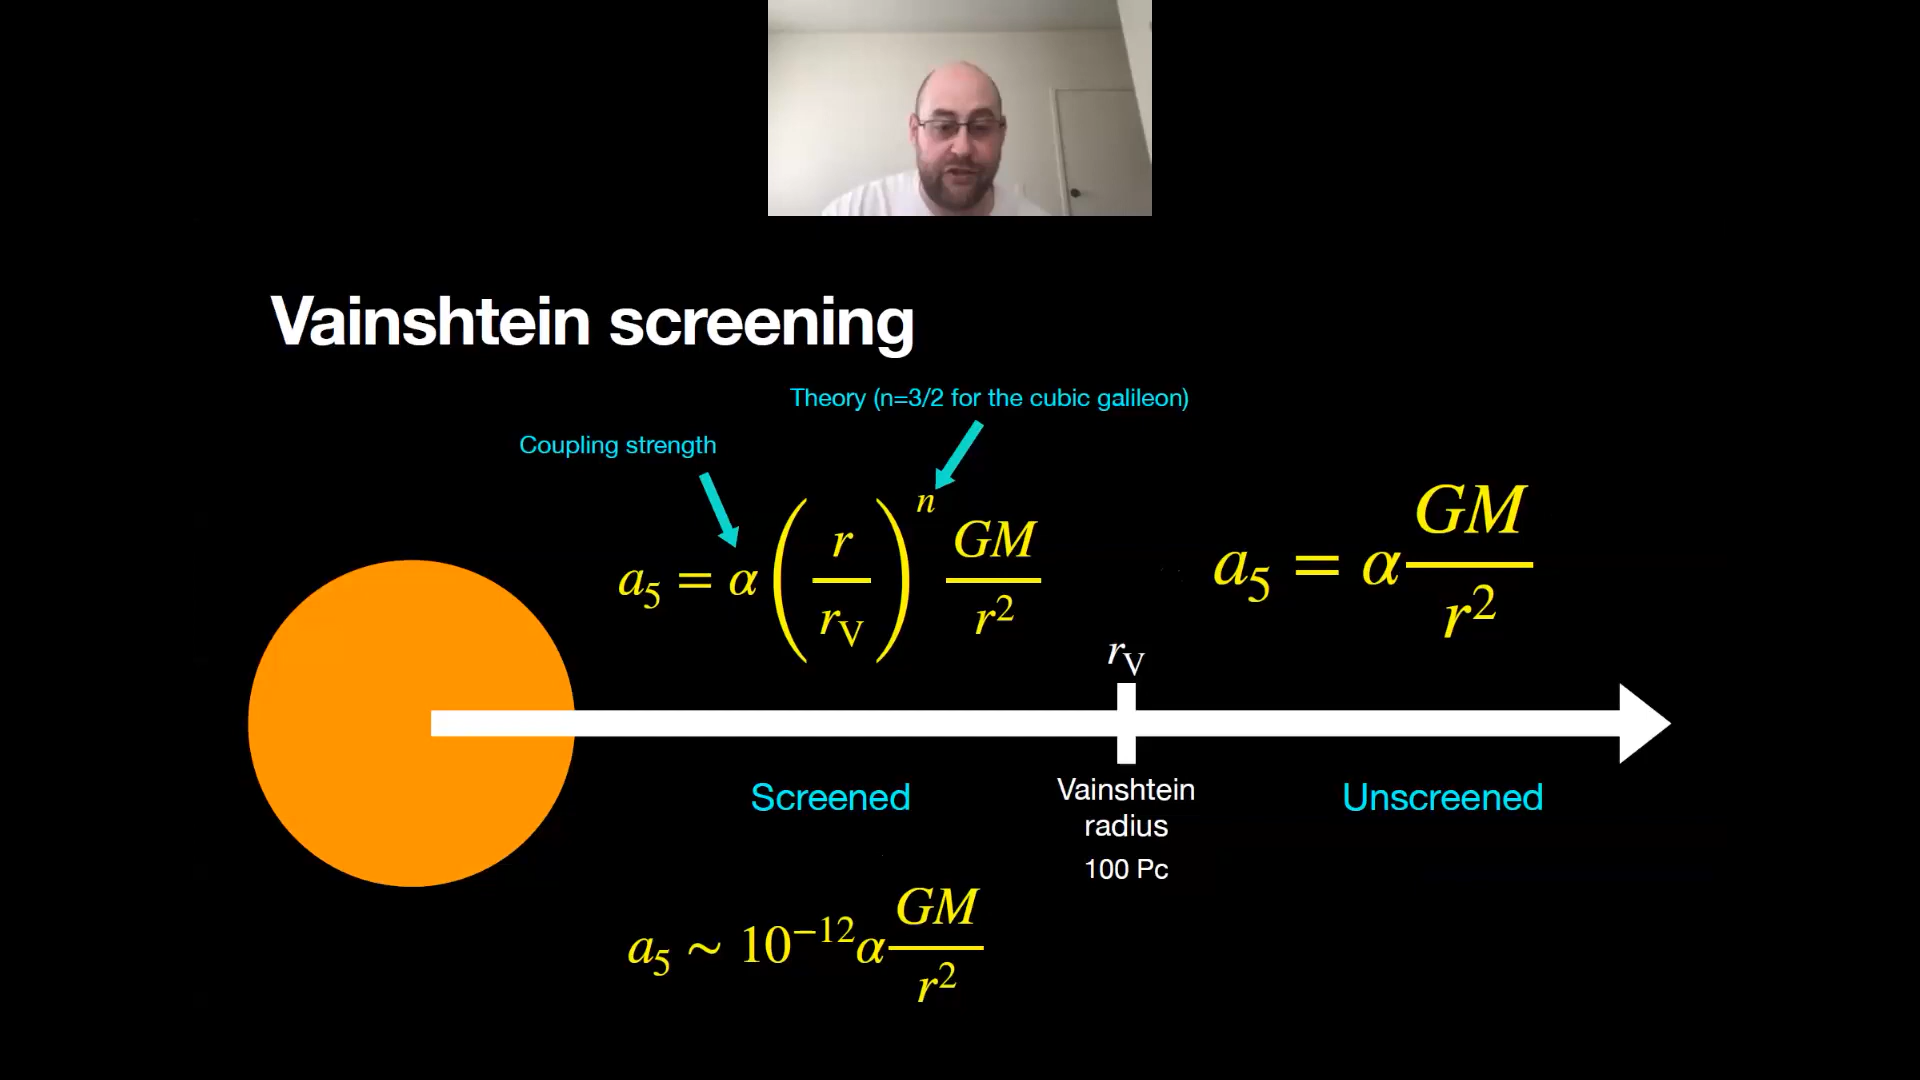 Vainshtein screening
Theory (n=3/2 for the cubic galileon)
Coupling strength
a₅ = α (r/r_V)ⁿ GM/r²
a₅ = α GM/r²
r_V
Screened
Vainshtein
radius
100 Pc
Unscreened
a₅ ~ 10⁻¹²α GM/r²